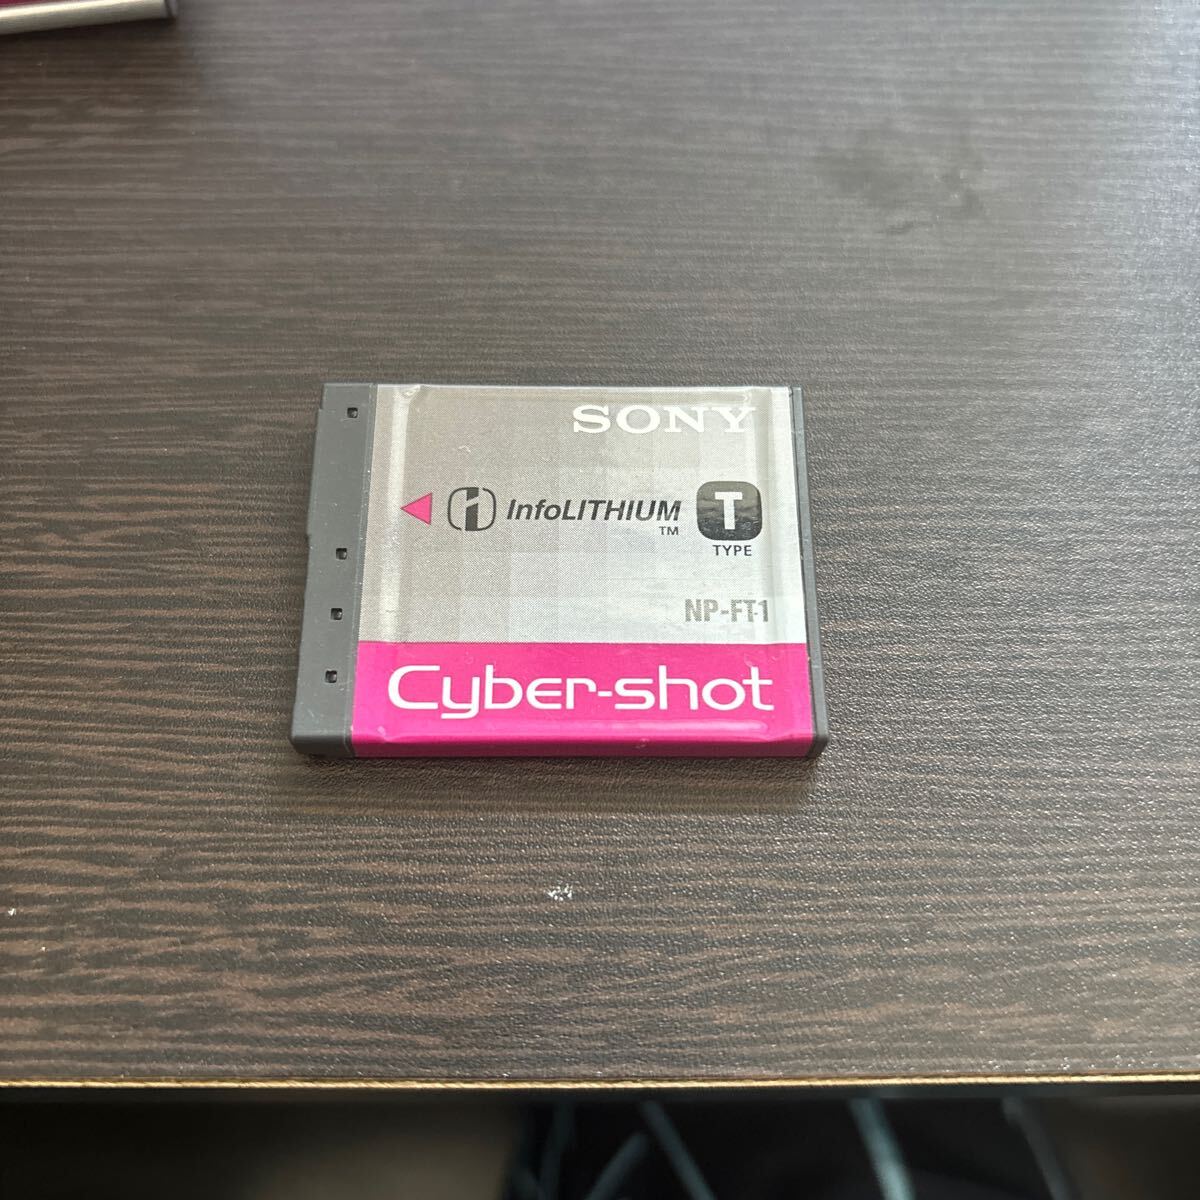 SONY
InfoLITHIUM T
TM
TYPE
NP-FT1
Cyber-shot